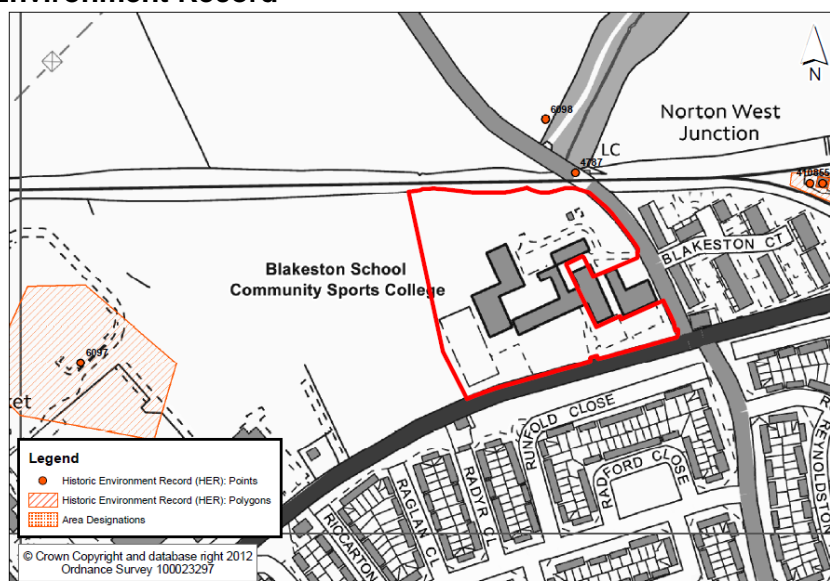 Environment Record
N
6098
Norton West
Junction
LC
4787
BLAKESTON CT
Blakeston School
Community Sports College
6097
RUNFOLD CLOSE
RADFORD CLOSE
RADYR CL
RAGLAN CL
RICCARTON
REYNOLDSTON
Legend
Historic Environment Record (HER): Points
Historic Environment Record (HER): Polygons
Area Designations
© Crown Copyright and database right 2012
Ordnance Survey 100023297